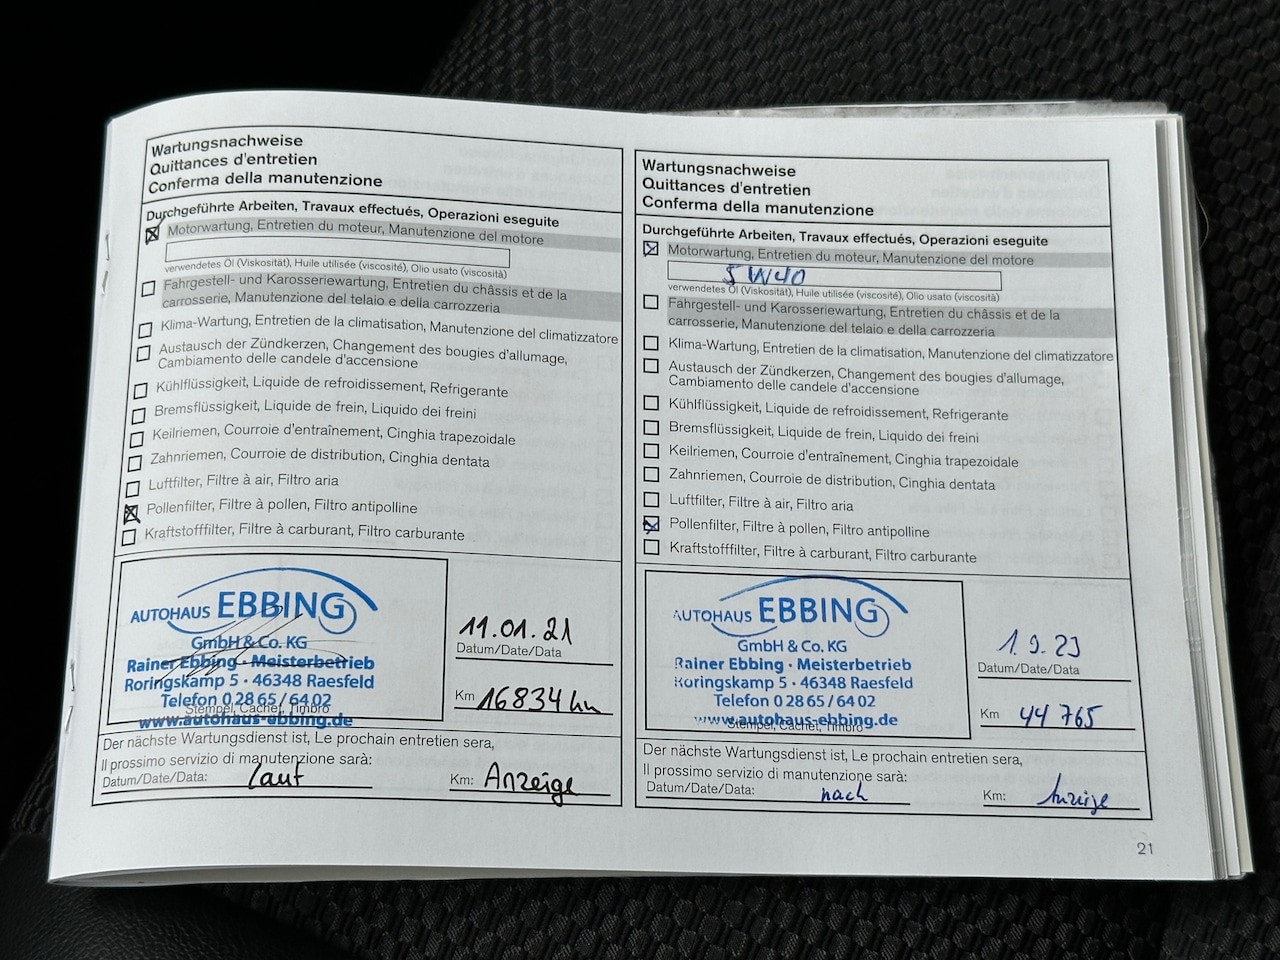 Wartungsnachweise
Quittances d'entretien
Conferma della manutenzione
Durchgeführte Arbeiten, Travaux effectués, Operazioni eseguite
Motorwartung, Entretien du moteur, Manutenzione del motore
verwendetes Öl (Viskosität), Huile utilisée (viscosité), Olio usato (viscosità)
Fahrgestell- und Karosseriewartung, Entretien du châssis et de la
carrosserie, Manutenzione del telaio e della carrozzeria
Klima-Wartung, Entretien de la climatisation, Manutenzione del climatizzatore
Austausch der Zündkerzen, Changement des bougies d'allumage,
Cambiamento delle candele d'accensione
Kühlflüssigkeit, Liquide de refroidissement, Refrigerante
Bremsflüssigkeit, Liquide de frein, Liquido dei freini
Keilriemen, Courroie d'entraînement, Cinghia trapezoidale
Zahnriemen, Courroie de distribution, Cinghia dentata
Luftfilter, Filtre à air, Filtro aria
Pollenfilter, Filtre à pollen, Filtro antipolline
Kraftstofffilter, Filtre à carburant, Filtro carburante
AUTOHAUS EBBING
GmbH & Co. KG
Rainer Ebbing · Meisterbetrieb
Roringskamp 5 · 46348 Raesfeld
Telefon 0 28 65 / 64 02
Stempel, Cachet, Timbro
www.autohaus-ebbing.de
11.01.21
Datum/Date/Data
Km 16834 km
Der nächste Wartungsdienst ist, Le prochain entretien sera,
Il prossimo servizio di manutenzione sarà:
Datum/Date/Data: laut Km: Anzeige
Wartungsnachweise
Quittances d'entretien
Conferma della manutenzione
Durchgeführte Arbeiten, Travaux effectués, Operazioni eseguite
Motorwartung, Entretien du moteur, Manutenzione del motore
5W40
verwendetes Öl (Viskosität), Huile utilisée (viscosité), Olio usato (viscosità)
Fahrgestell- und Karosseriewartung, Entretien du châssis et de la
carrosserie, Manutenzione del telaio e della carrozzeria
Klima-Wartung, Entretien de la climatisation, Manutenzione del climatizzatore
Austausch der Zündkerzen, Changement des bougies d'allumage,
Cambiamento delle candele d'accensione
Kühlflüssigkeit, Liquide de refroidissement, Refrigerante
Bremsflüssigkeit, Liquide de frein, Liquido dei freini
Keilriemen, Courroie d'entraînement, Cinghia trapezoidale
Zahnriemen, Courroie de distribution, Cinghia dentata
Luftfilter, Filtre à air, Filtro aria
Pollenfilter, Filtre à pollen, Filtro antipolline
Kraftstofffilter, Filtre à carburant, Filtro carburante
AUTOHAUS EBBING
GmbH & Co. KG
Rainer Ebbing · Meisterbetrieb
Roringskamp 5 · 46348 Raesfeld
Telefon 0 28 65 / 64 02
www.autohaus-ebbing.de
Stempel, Cachet, Timbro
1.9.23
Datum/Date/Data
Km 44 765
Der nächste Wartungsdienst ist, Le prochain entretien sera,
Il prossimo servizio di manutenzione sarà:
Datum/Date/Data: nach Km: Anzeige
21